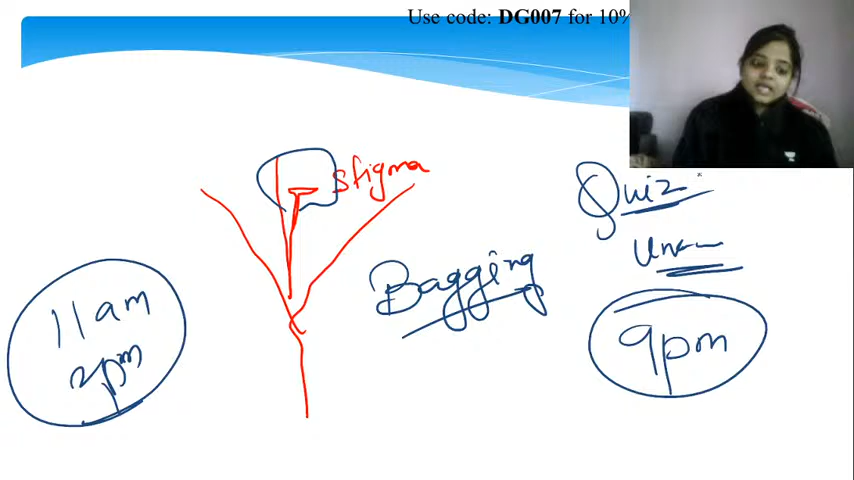 Use code: DG007 for 10%
Stigma
Quiz
Bagging
11am
2pm
9pm